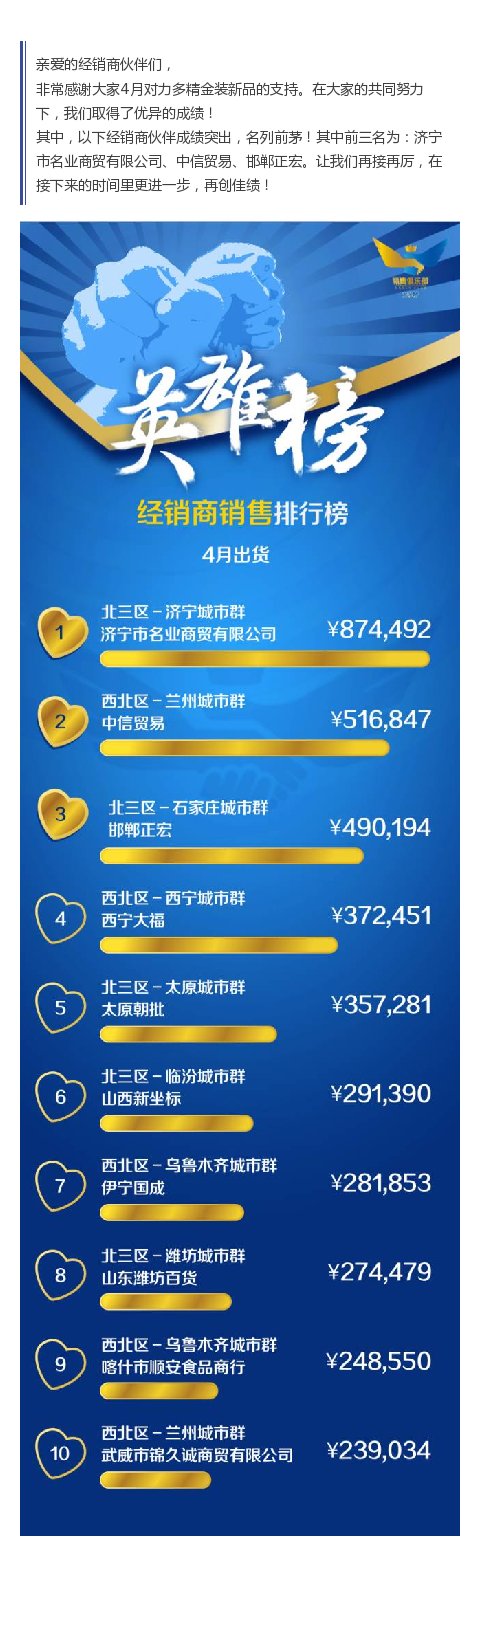 亲爱的经销商伙伴们，
非常感谢大家4月对力多精金装新品的支持。在大家的共同努力
下，我们取得了优异的成绩！
其中，以下经销商伙伴成绩突出，名列前茅！其中前三名为：济宁
市名业商贸有限公司、中信贸易、邯郸正宏。让我们再接再厉，在
接下来的时间里更进一步，再创佳绩！
英雄榜
经销商销售排行榜
4月出货
1
北三区－济宁城市群
济宁市名业商贸有限公司
¥874,492
2
西北区－兰州城市群
中信贸易
¥516,847
3
北三区－石家庄城市群
邯郸正宏
¥490,194
4
西北区－西宁城市群
西宁大福
¥372,451
5
北三区－太原城市群
太原朝批
¥357,281
6
北三区－临汾城市群
山西新坐标
¥291,390
7
西北区－乌鲁木齐城市群
伊宁国成
¥281,853
8
北三区－潍坊城市群
山东潍坊百货
¥274,479
9
西北区－乌鲁木齐城市群
喀什市顺安食品商行
¥248,550
10
西北区－兰州城市群
武威市锦久诚商贸有限公司
¥239,034